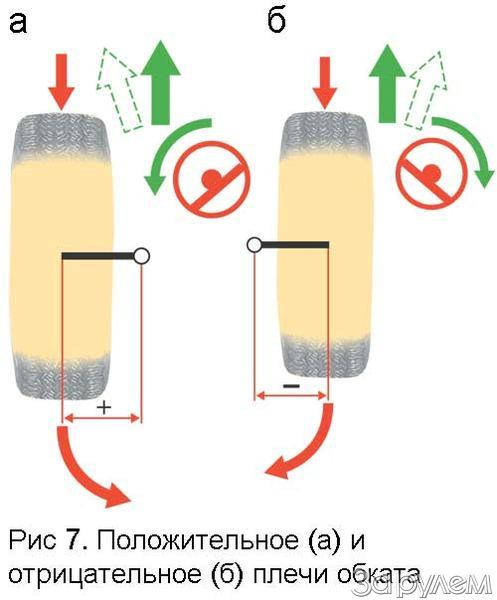 а б
+ −
Рис 7. Положительное (а) и
отрицательное (б) плечи обката
За рулем